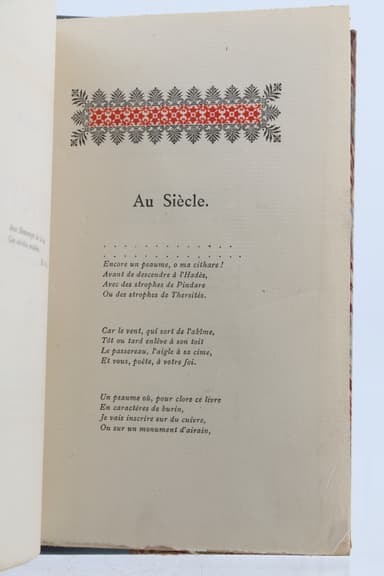 Au Siècle.
. . . . . . . . . . . .
. . . . . . . . . . . . .
Encore un psaume, o ma cithare !
Avant de descendre à l'Hadès,
Avec des strophes de Pindare
Ou des strophes de Thersitès.
Car le vent, qui sort de l'abîme,
Tôt ou tard enlève à son toit
Le passereau, l'aigle à sa cime,
Et vous, poète, à votre foi.
Un psaume où, pour clore ce livre
En caractères de burin,
Je vais inscrire sur du cuivre,
Ou sur un monument d'airain,